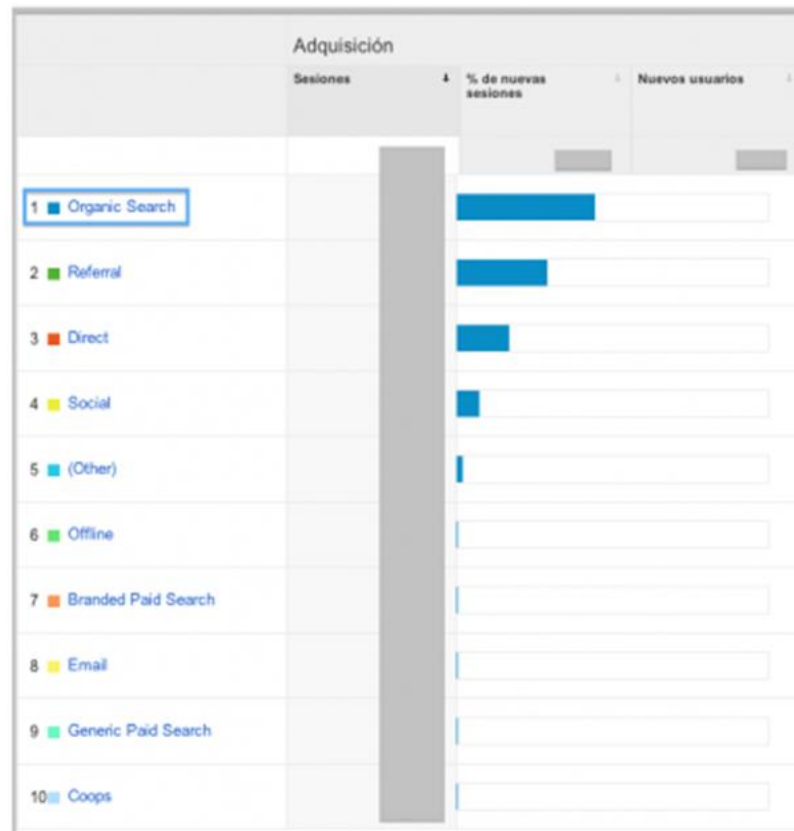 Adquisición
Sesiones
% de nuevas
sesiones
Nuevos usuarios
1 Organic Search
2 Referral
3 Direct
4 Social
5 (Other)
6 Offline
7 Branded Paid Search
8 Email
9 Generic Paid Search
10 Coops